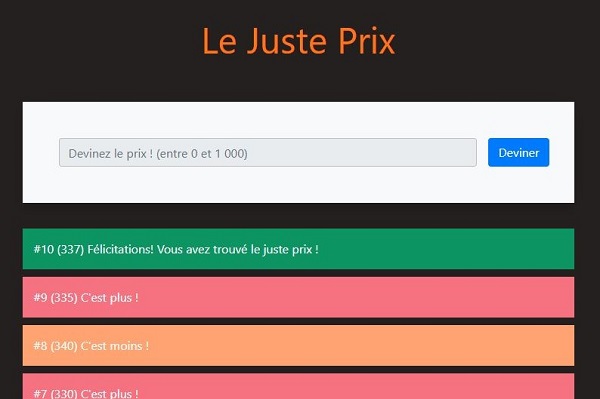 Le Juste Prix
Devinez le prix ! (entre 0 et 1 000)
Deviner
#10 (337) Félicitations! Vous avez trouvé le juste prix !
#9 (335) C'est plus !
#8 (340) C'est moins !
#7 (330) C'est plus !